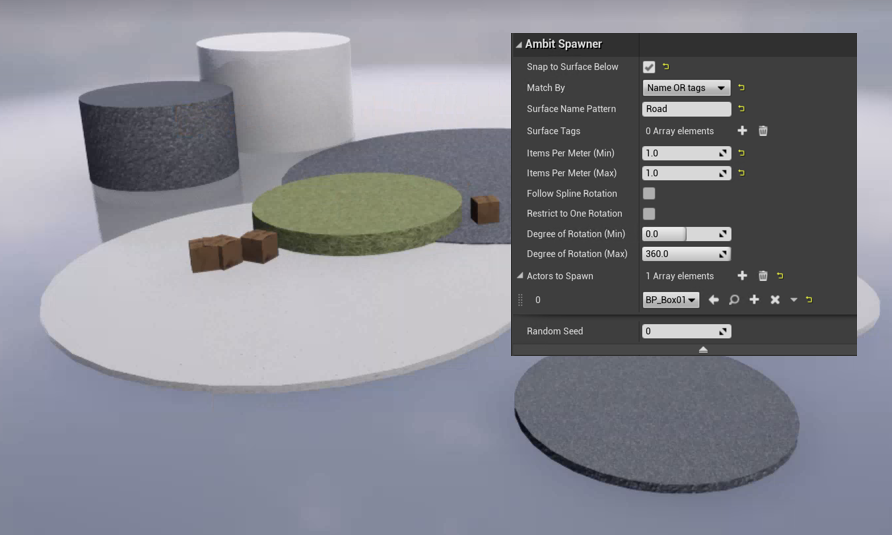 Ambit Spawner
Snap to Surface Below
Match By Name OR tags
Surface Name Pattern Road
Surface Tags 0 Array elements
Items Per Meter (Min) 1.0
Items Per Meter (Max) 1.0
Follow Spline Rotation
Restrict to One Rotation
Degree of Rotation (Min) 0.0
Degree of Rotation (Max) 360.0
Actors to Spawn 1 Array elements
0 BP_Box01
Random Seed 0